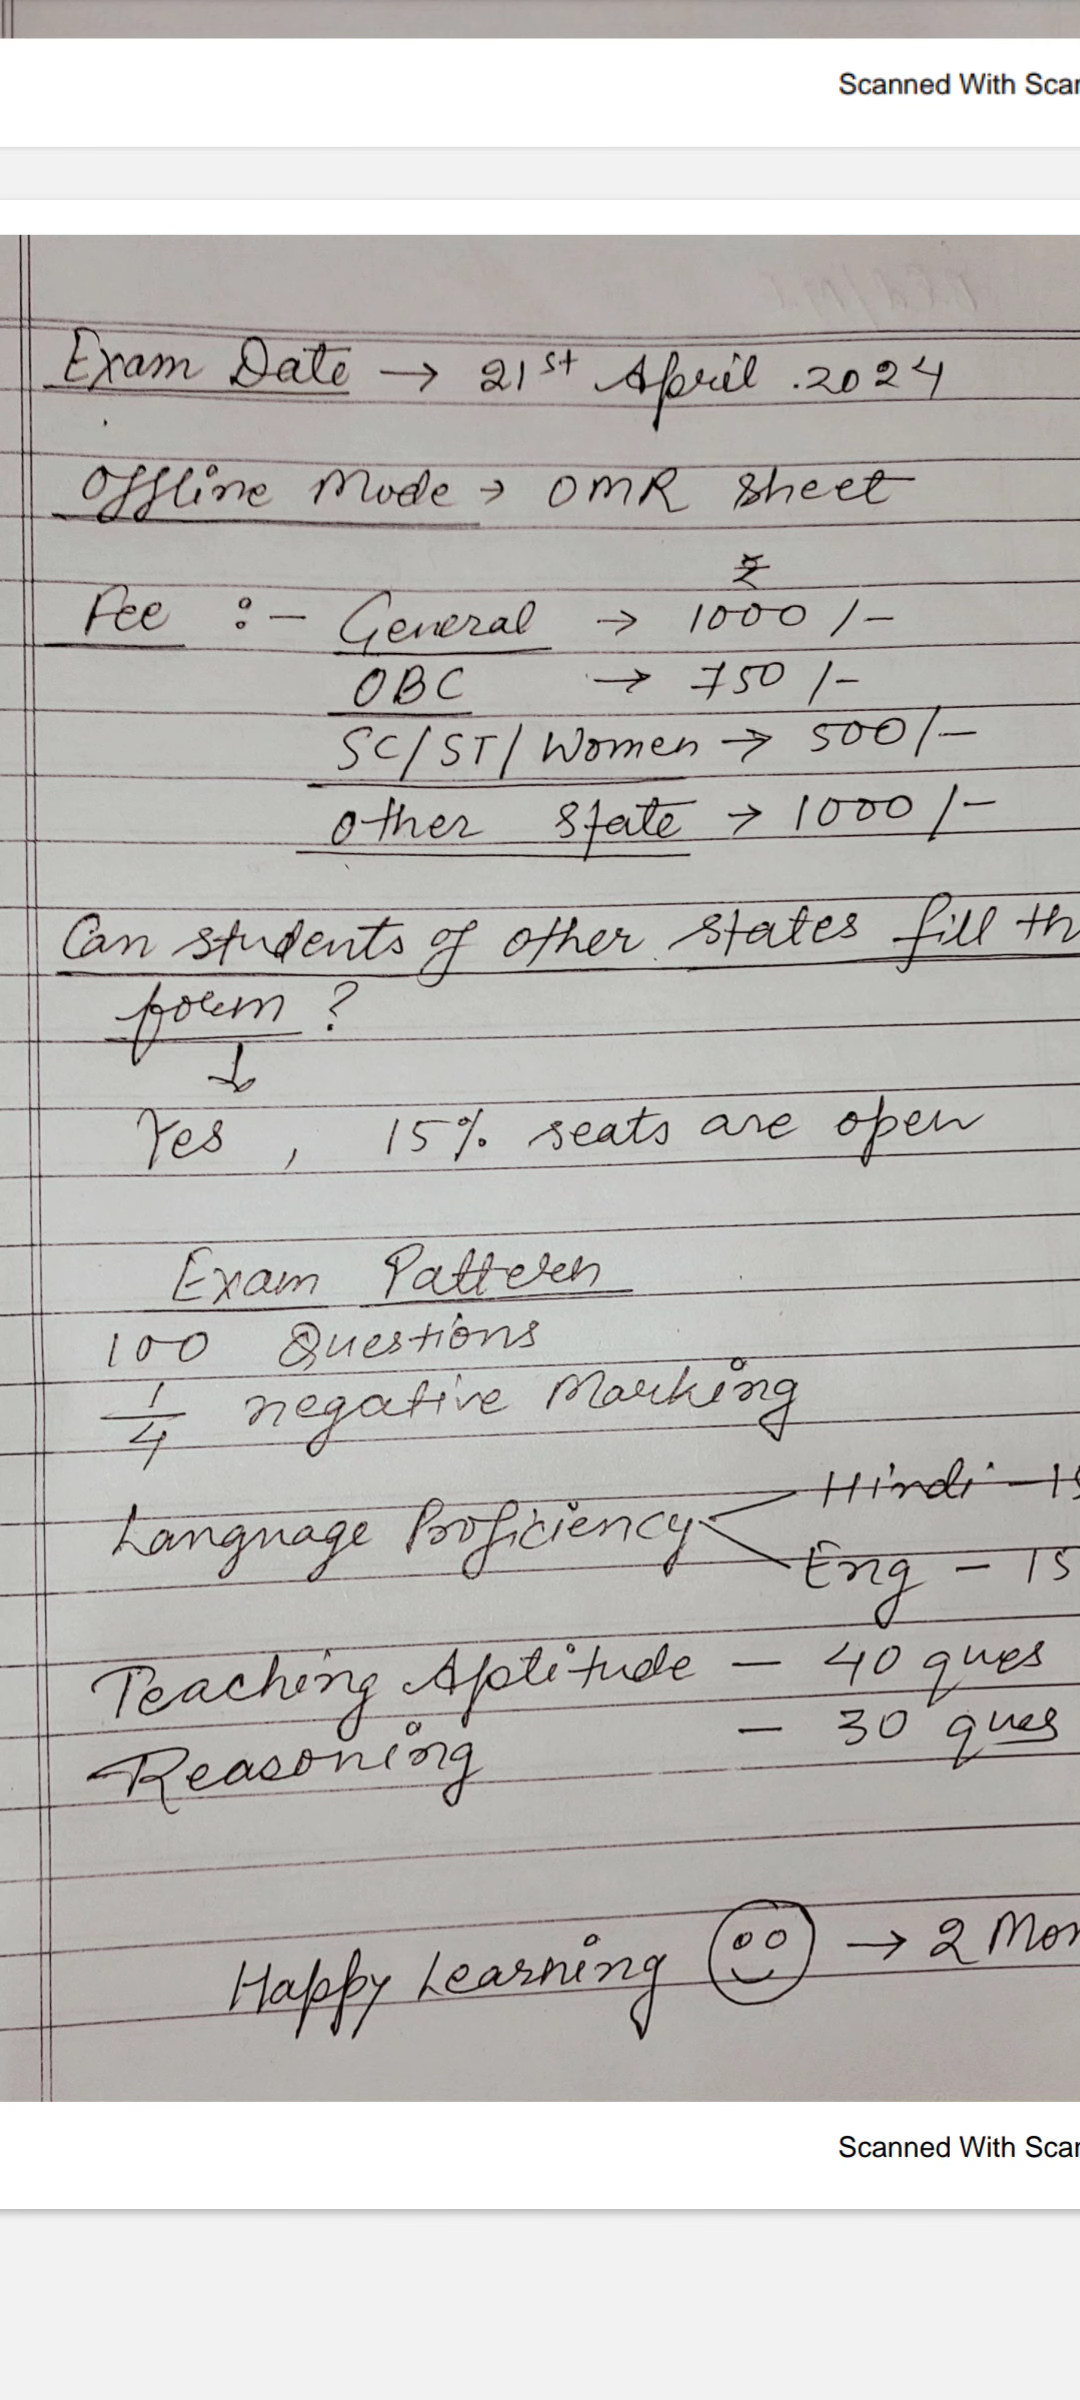 Scanned With Scan
Exam Date → 21st April .2024
Offline Mode → OMR sheet
₹
Fee :- General → 1000/-
OBC → 750/-
SC/ST/Women → 500/-
Other State → 1000/-
Can students of other states fill th
form ?
↓
Yes , 15% seats are open
Exam Pattern
100 Questions
1/4 negative Marking
Hindi - 15
Language Proficiency
Eng - 15
Teaching Aptitude - 40 ques
Reasoning - 30 ques
Happy Learning → 2 Mon
Scanned With Scan